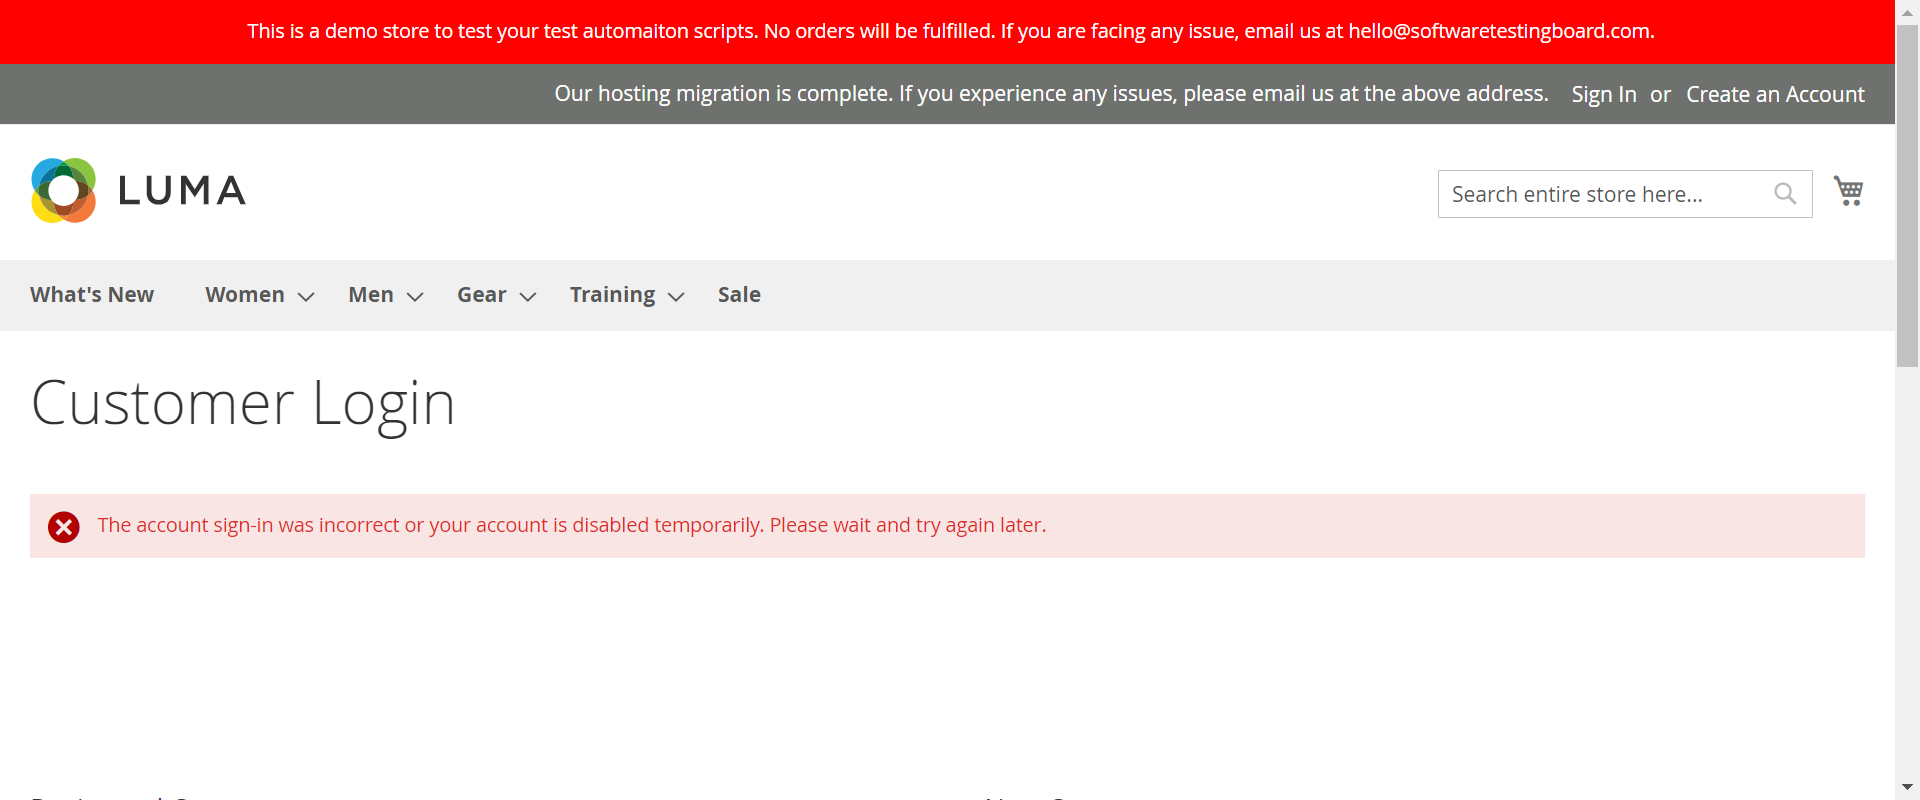 This is a demo store to test your test automaiton scripts. No orders will be fulfilled. If you are facing any issue, email us at hello@softwaretestingboard.com.
Our hosting migration is complete. If you experience any issues, please email us at the above address. Sign In or Create an Account
LUMA
Search entire store here...
What's New Women Men Gear Training Sale
Customer Login
The account sign-in was incorrect or your account is disabled temporarily. Please wait and try again later.